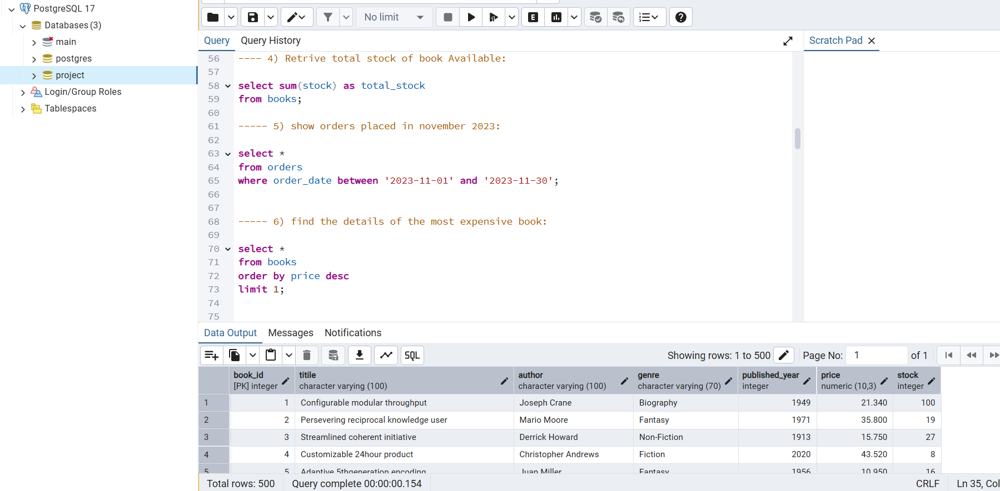 PostgreSQL 17
Databases (3)
main
postgres
project
Login/Group Roles
Tablespaces
No limit
E
Query
Query History
Scratch Pad
56 ---- 4) Retrive total stock of book Available:
57
58 select sum(stock) as total_stock
59 from books;
60
61 ----- 5) show orders placed in november 2023:
62
63 select *
64 from orders
65 where order_date between '2023-11-01' and '2023-11-30';
66
67
68 ----- 6) find the details of the most expensive book:
69
70 select *
71 from books
72 order by price desc
73 limit 1;
74
75
Data Output Messages Notifications
SQL Showing rows: 1 to 500 Page No: 1 of 1
book_id titile author genre published_year price stock
[PK] integer character varying (100) character varying (100) character varying (70) integer numeric (10,3) integer
1 1 Configurable modular throughput Joseph Crane Biography 1949 21.340 100
2 2 Persevering reciprocal knowledge user Mario Moore Fantasy 1971 35.800 19
3 3 Streamlined coherent initiative Derrick Howard Non-Fiction 1913 15.750 27
4 4 Customizable 24hour product Christopher Andrews Fiction 2020 43.520 8
5 5 Adaptive 5thgeneration encoding Juan Miller Fantasy 1956 10.950 16
Total rows: 500 Query complete 00:00:00.154 CRLF Ln 35, Col